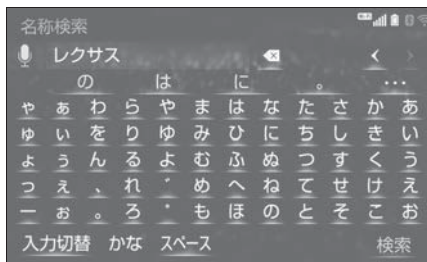 名称検索
レクサス
の は に 。 …
ゃ ぁ わ ら や ま は な た さ か あ
ゅ ぃ を り ゆ み ひ に ち し き い
ょ ぅ ん る よ む ふ ぬ つ す く う
っ ぇ 、 れ ゛ め へ ね て せ け え
ー ぉ 。 ろ ゜ も ほ の と そ こ お
入力切替 かな スペース 検索